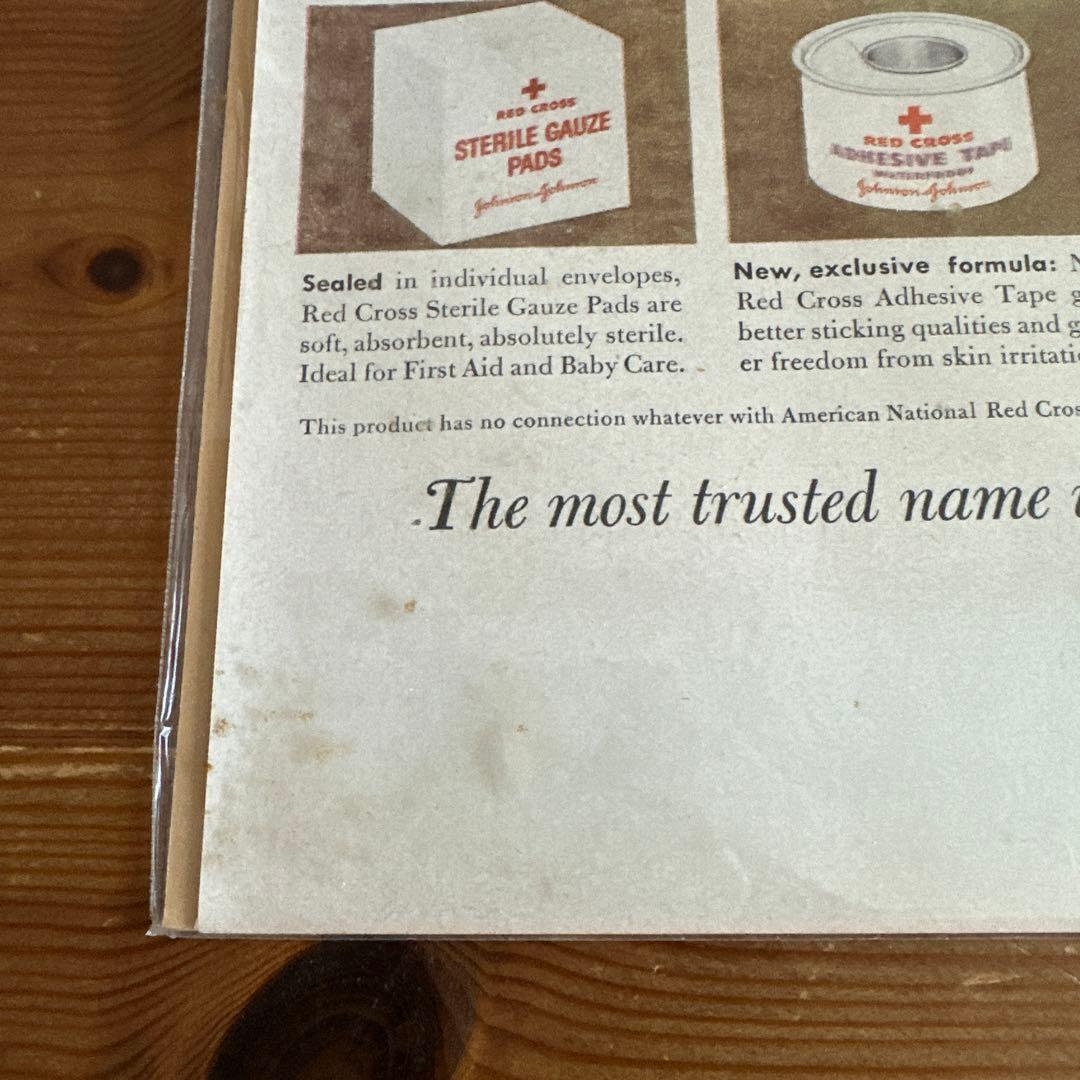 RED CROSS
STERILE GAUZE
PADS
Johnson & Johnson
RED CROSS
ADHESIVE TAPE
WATERPROOF
Johnson & Johnson
Sealed in individual envelopes,
Red Cross Sterile Gauze Pads are
soft, absorbent, absolutely sterile.
Ideal for First Aid and Baby Care.
New, exclusive formula: N
Red Cross Adhesive Tape g
better sticking qualities and g
er freedom from skin irritati
This product has no connection whatever with American National Red Cros
The most trusted name